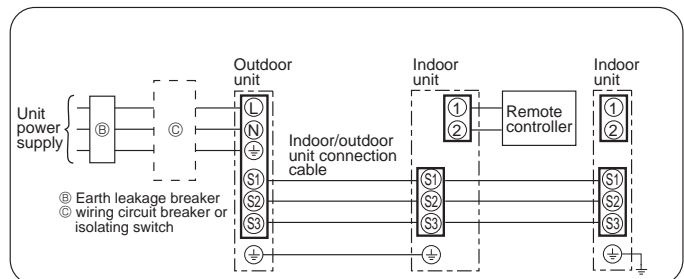 Outdoor
unit
Indoor
unit
Indoor
unit
Unit
power
supply
Ⓑ
Ⓒ
L
N
⏚
S1
S2
S3
⏚
Indoor/outdoor
unit connection
cable
1
2
Remote
controller
S1
S2
S3
⏚
1
2
S1
S2
S3
⏚
Ⓑ Earth leakage breaker
Ⓒ wiring circuit breaker or
isolating switch